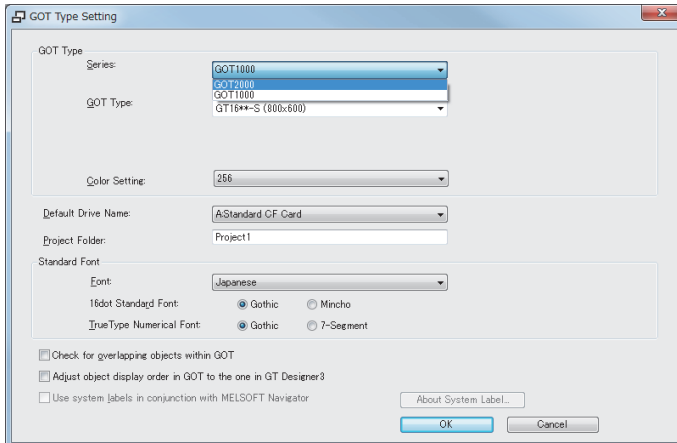 GOT Type Setting
GOT Type
Series: GOT1000
GOT2000
GOT1000
GOT Type: GT16**-S (800x600)
Color Setting: 256
Default Drive Name: A:Standard CF Card
Project Folder: Project1
Standard Font
Font: Japanese
16dot Standard Font: Gothic Mincho
TrueType Numerical Font: Gothic 7-Segment
Check for overlapping objects within GOT
Adjust object display order in GOT to the one in GT Designer3
Use system labels in conjunction with MELSOFT Navigator About System Label...
OK Cancel